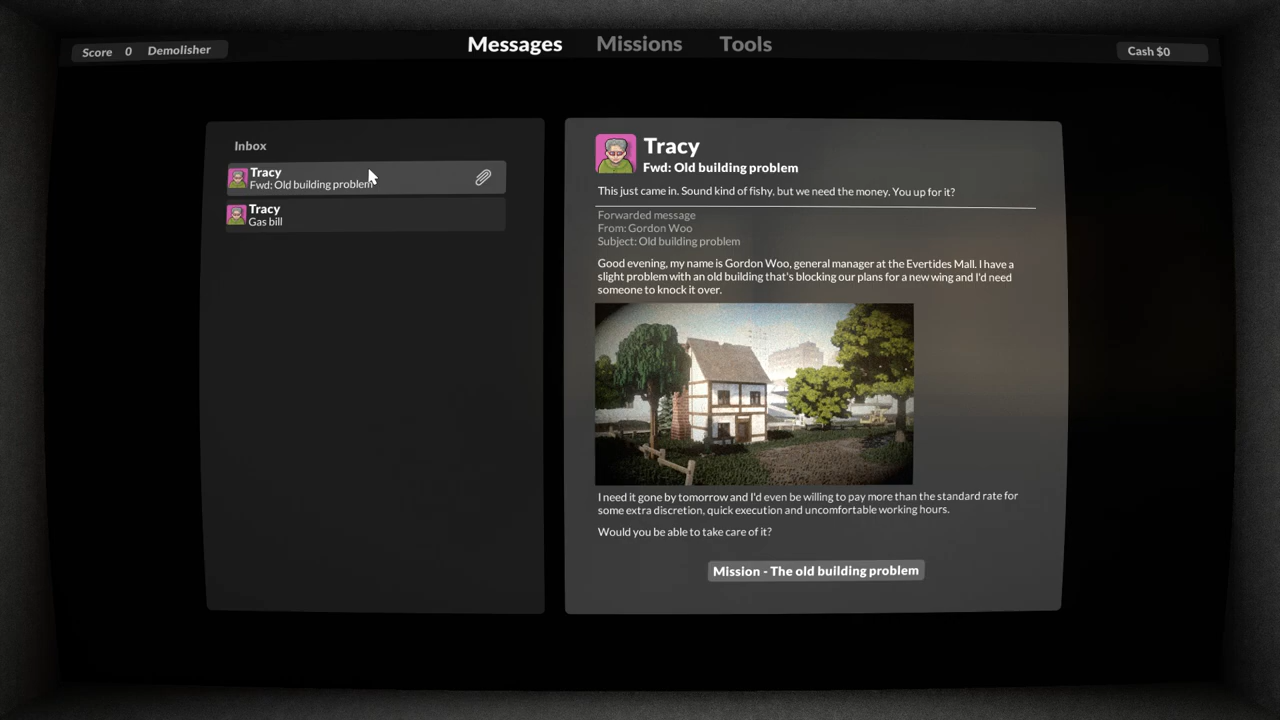 Score 0 Demolisher
Messages Missions Tools
Cash $0
Inbox
Tracy
Fwd: Old building problem
Tracy
Gas bill
Tracy
Fwd: Old building problem
This just came in. Sound kind of fishy, but we need the money. You up for it?
Forwarded message
From: Gordon Woo
Subject: Old building problem
Good evening, my name is Gordon Woo, general manager at the Evertides Mall. I have a
slight problem with an old building that's blocking our plans for a new wing and I'd need
someone to knock it over.
I need it gone by tomorrow and I'd even be willing to pay more than the standard rate for
some extra discretion, quick execution and uncomfortable working hours.
Would you be able to take care of it?
Mission - The old building problem